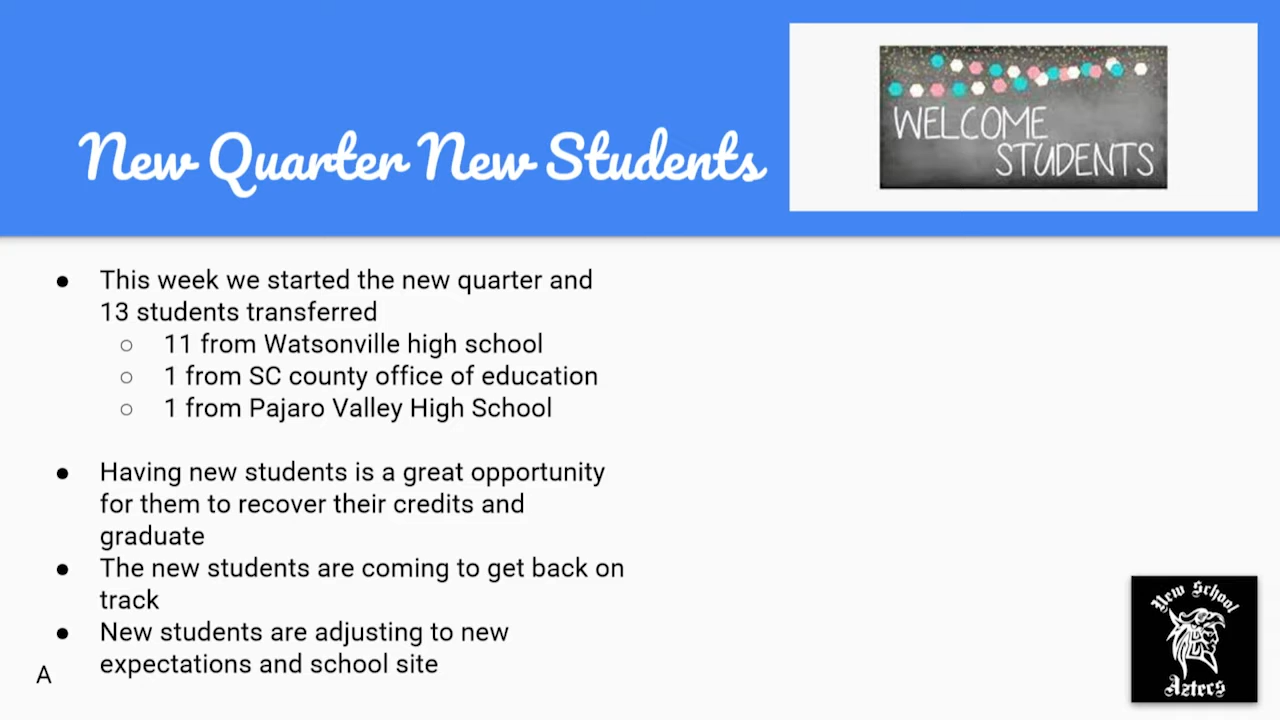 New Quarter New Students
WELCOME
STUDENTS
● This week we started the new quarter and
13 students transferred
○ 11 from Watsonville high school
○ 1 from SC county office of education
○ 1 from Pajaro Valley High School
● Having new students is a great opportunity
for them to recover their credits and
graduate
● The new students are coming to get back on
track
● New students are adjusting to new
expectations and school site
A
New School
Aztecs